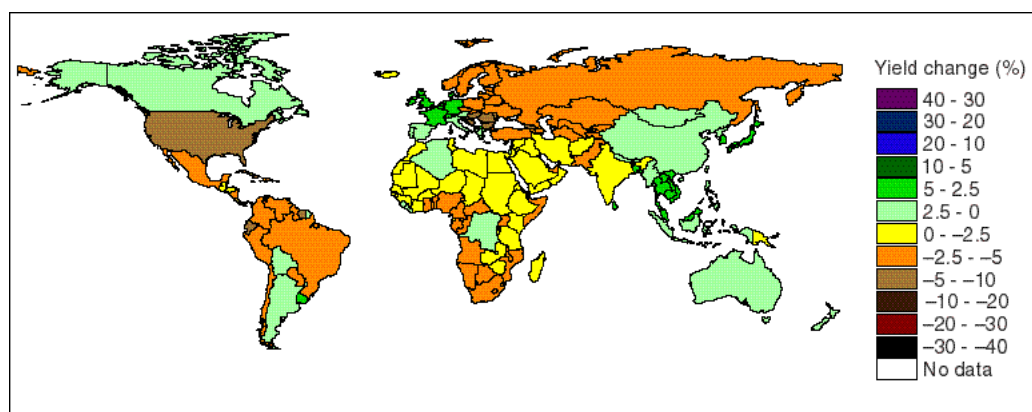 Yield change (%)
40 - 30
30 - 20
20 - 10
10 - 5
5 - 2.5
2.5 - 0
0 - –2.5
–2.5 - –5
–5 - –10
–10 - –20
–20 - –30
–30 - –40
No data